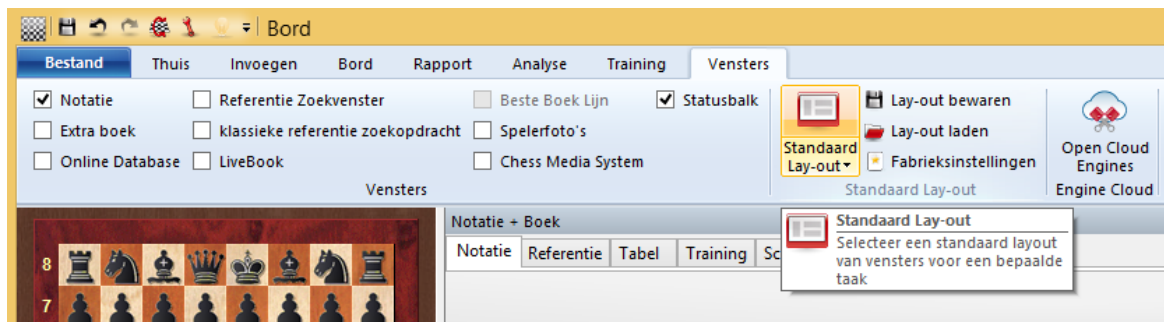 Bord
Bestand Thuis Invoegen Bord Rapport Analyse Training Vensters
Notatie Referentie Zoekvenster Beste Boek Lijn Statusbalk
Extra boek klassieke referentie zoekopdracht Spelerfoto's
Online Database LiveBook Chess Media System
Vensters
Standaard
Lay-out
Lay-out bewaren
Lay-out laden
Fabrieksinstellingen
Standaard Lay-out
Open Cloud
Engines
Engine Cloud
Notatie + Boek
Notatie Referentie Tabel Training Sc
Standaard Lay-out
Selecteer een standaard layout
van vensters voor een bepaalde
taak
8
7